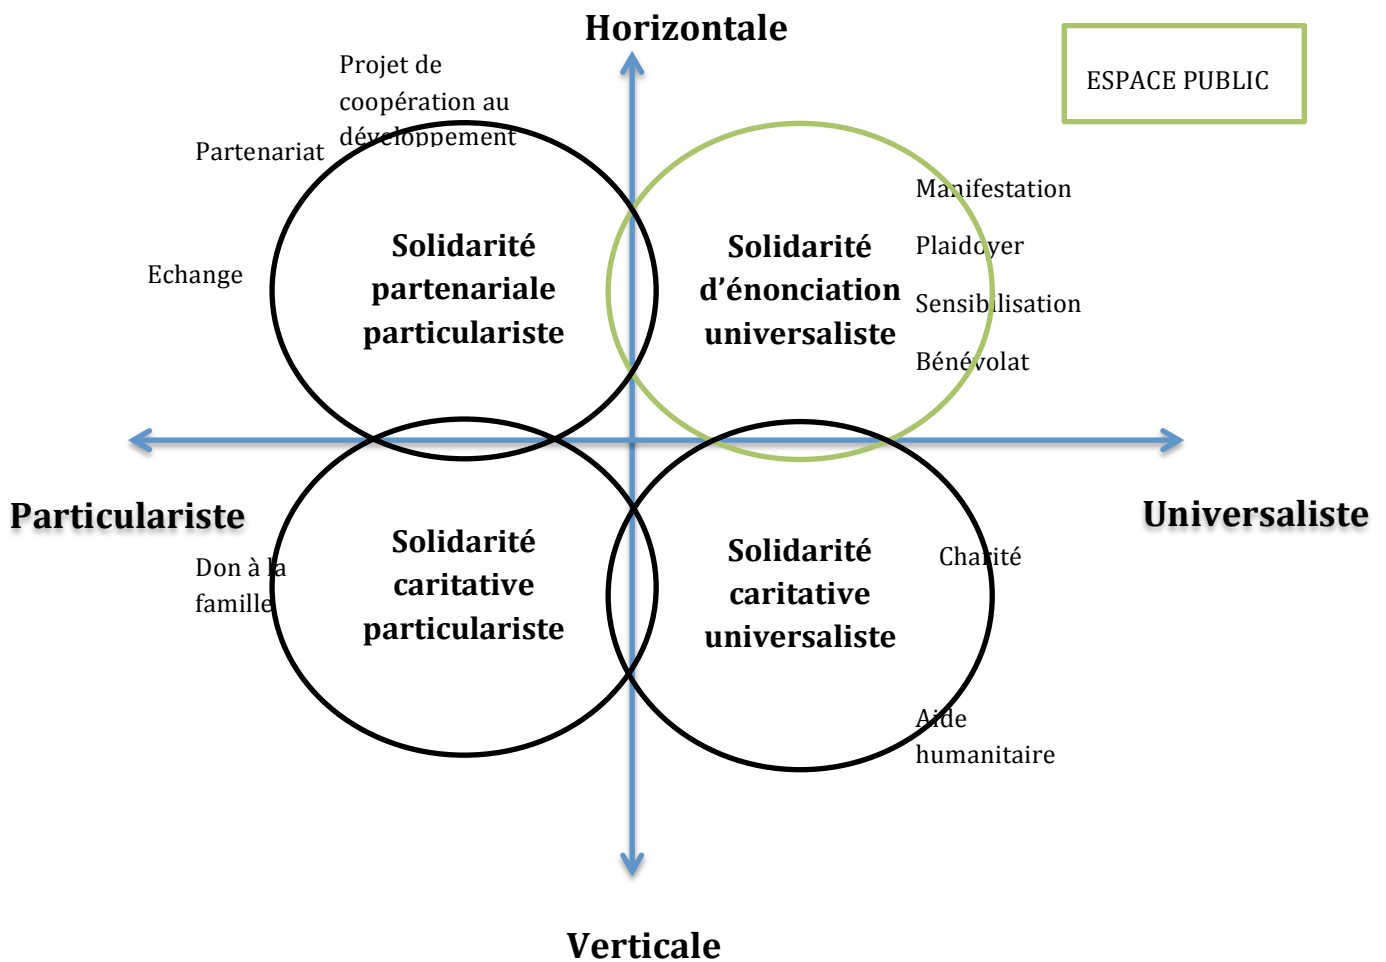 Horizontale
ESPACE PUBLIC
Projet de
coopération au
développement
Partenariat
Echange
Solidarité
partenariale
particulariste
Solidarité
d’énonciation
universaliste
Manifestation
Plaidoyer
Sensibilisation
Bénévolat
Particulariste
Universaliste
Don à la
famille
Solidarité
caritative
particulariste
Solidarité
caritative
universaliste
Charité
Aide
humanitaire
Verticale